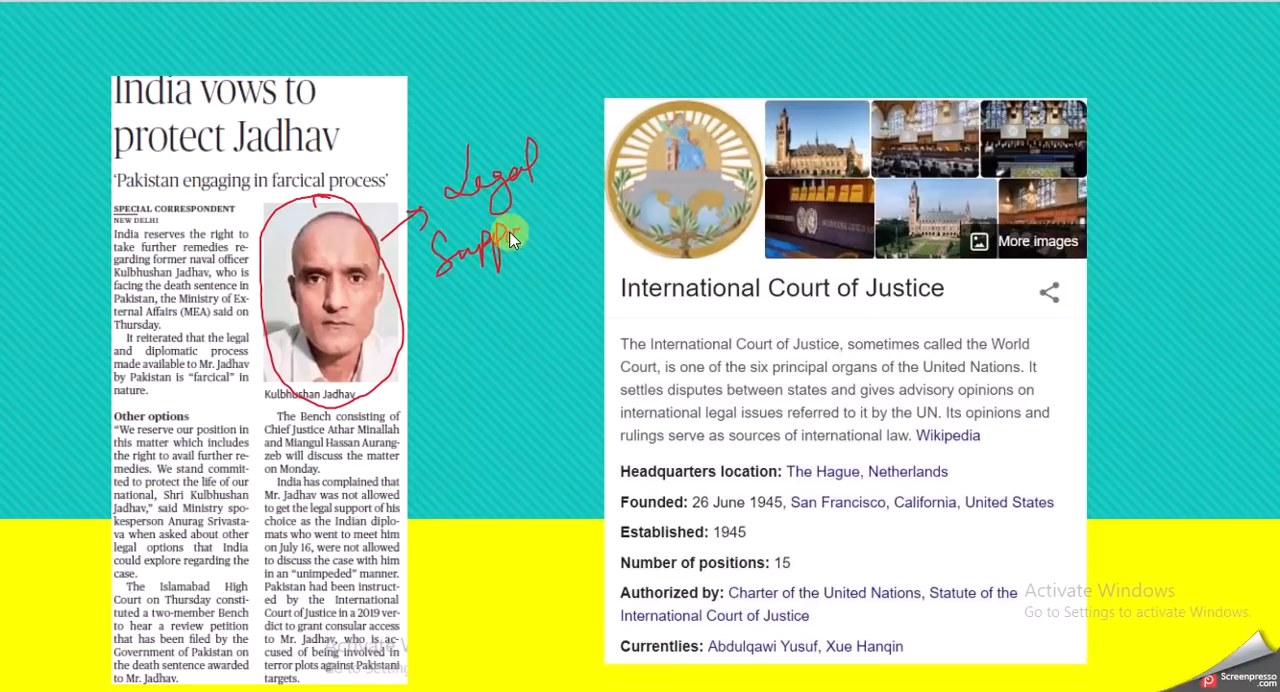 India vows to
protect Jadhav
'Pakistan engaging in farcical process'
SPECIAL CORRESPONDENT
NEW DELHI
India reserves the right to
take further remedies re-
garding former naval officer
Kulbhushan Jadhav, who is
facing the death sentence in
Pakistan, the Ministry of Ex-
ternal Affairs (MEA) said on
Thursday.
It reiterated that the legal
and diplomatic process
made available to Mr. Jadhav
by Pakistan is “farcical” in
nature.
Other options
“We reserve our position in
this matter which includes
the right to avail further re-
medies. We stand commit-
ted to protect the life of our
national, Shri Kulbhushan
Jadhav,” said Ministry spo-
kesperson Anurag Srivasta-
va when asked about other
legal options that India
could explore regarding the
case.
The Islamabad High
Court on Thursday consti-
tuted a two-member Bench
to hear a review petition
that has been filed by the
Government of Pakistan on
the death sentence awarded
to Mr. Jadhav.
Kulbhushan Jadhav
The Bench consisting of
Chief Justice Athar Minallah
and Miangul Hassan Aurang-
zeb will discuss the matter
on Monday.
India has complained that
Mr. Jadhav was not allowed
to get the legal support of his
choice as the Indian diplo-
mats who went to meet him
on July 16, were not allowed
to discuss the case with him
in an “unimpeded” manner.
Pakistan had been instruct-
ed by the International
Court of Justice in a 2019 ver-
dict to grant consular access
to Mr. Jadhav, who is ac-
cused of being involved in
terror plots against Pakistani
targets.
Legal
Supp
More images
International Court of Justice
The International Court of Justice, sometimes called the World
Court, is one of the six principal organs of the United Nations. It
settles disputes between states and gives advisory opinions on
international legal issues referred to it by the UN. Its opinions and
rulings serve as sources of international law. Wikipedia
Headquarters location: The Hague, Netherlands
Founded: 26 June 1945, San Francisco, California, United States
Established: 1945
Number of positions: 15
Authorized by: Charter of the United Nations, Statute of the
International Court of Justice
Currentlies: Abdulqawi Yusuf, Xue Hanqin
Activate Windows
Go to Settings to activate Windows.
Screenpresso
.com